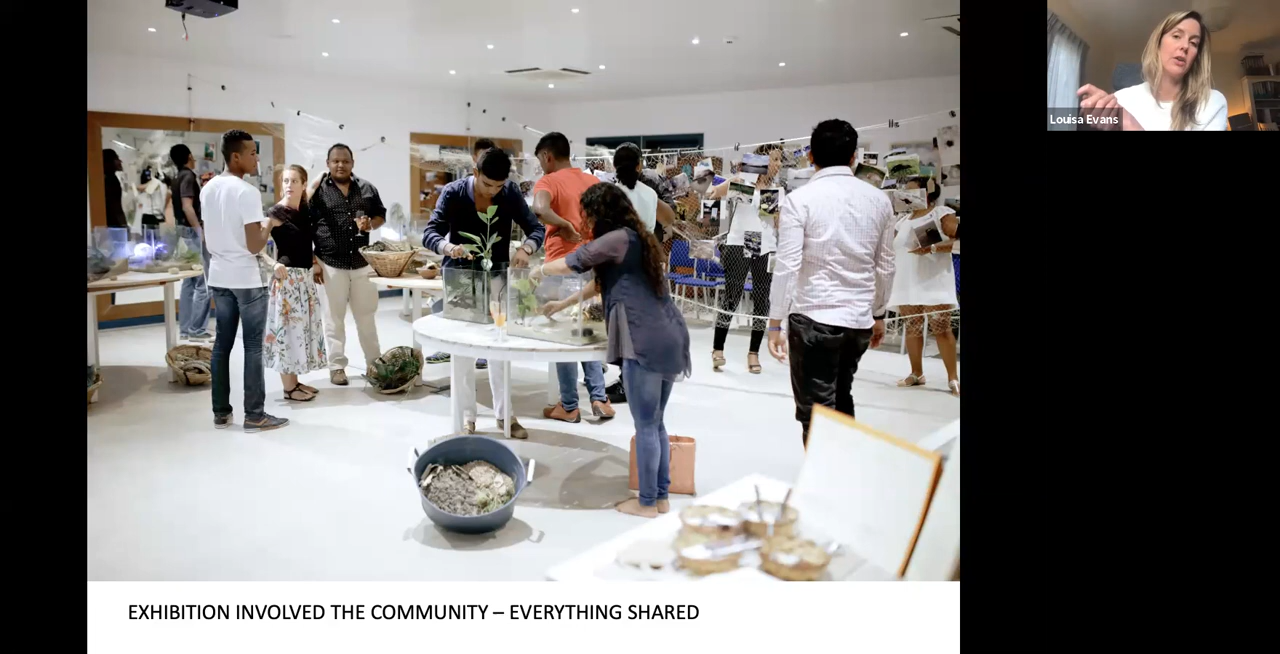 Louisa Evans
EXHIBITION INVOLVED THE COMMUNITY – EVERYTHING SHARED